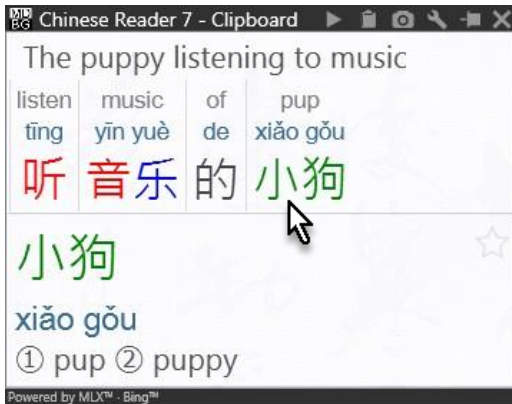 Chinese Reader 7 - Clipboard
The puppy listening to music
listen music of pup
tīng yīn yuè de xiǎo gǒu
听 音乐 的 小狗
小狗
xiǎo gǒu
① pup ② puppy
Powered by MLX™ - Bing™